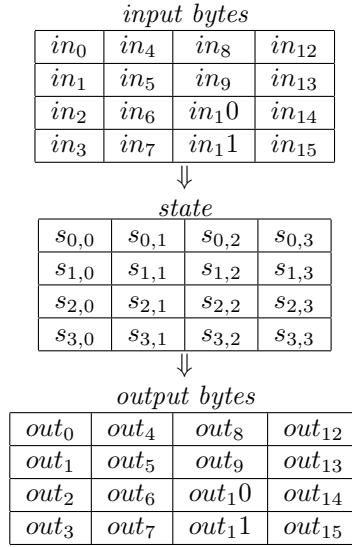 input bytes
in₀ in₄ in₈ in₁₂
in₁ in₅ in₉ in₁₃
in₂ in₆ in₁0 in₁₄
in₃ in₇ in₁1 in₁₅
⇓
state
s₀,₀ s₀,₁ s₀,₂ s₀,₃
s₁,₀ s₁,₁ s₁,₂ s₁,₃
s₂,₀ s₂,₁ s₂,₂ s₂,₃
s₃,₀ s₃,₁ s₃,₂ s₃,₃
⇓
output bytes
out₀ out₄ out₈ out₁₂
out₁ out₅ out₉ out₁₃
out₂ out₆ out₁0 out₁₄
out₃ out₇ out₁1 out₁₅